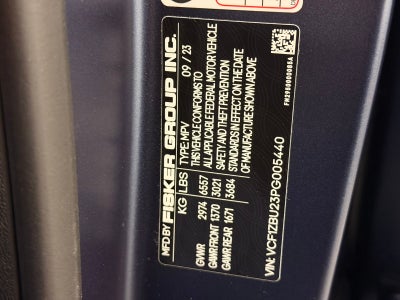 MFD BY FISKER GROUP INC.
TYPE: MPV 09 / 23
KG LBS
GVWR 2974 6557
GAWR FRONT 1370 3021
GAWR REAR 1671 3684
THIS VEHICLE CONFORMS TO
ALL APPLICABLE FEDERAL MOTOR VEHICLE
SAFETY AND THEFT PREVENTION
STANDARDS IN EFFECT ON THE DATE
OF MANUFACTURE SHOWN ABOVE
VIN: VCF1ZBU23PG005440
FM29000000085A